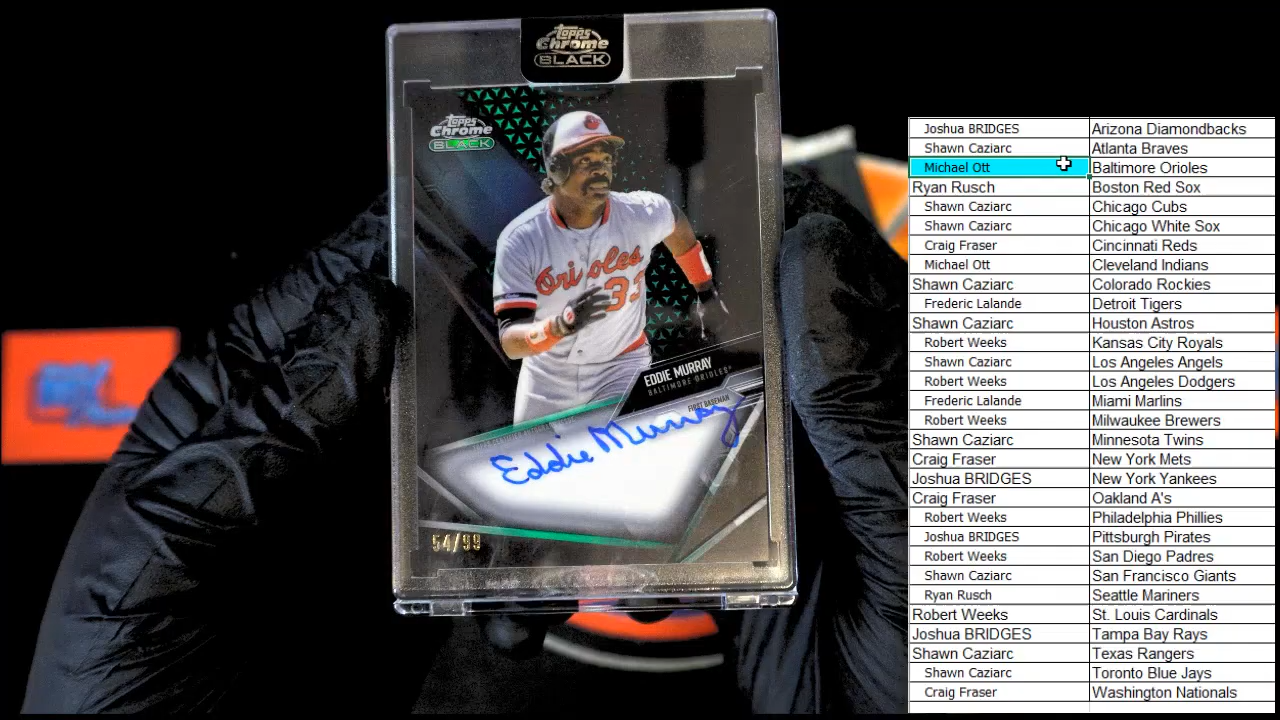 Topps
Chrome
BLACK
Topps
Chrome
BLACK
Orioles
33
EDDIE MURRAY
BALTIMORE ORIOLES®
FIRST BASEMAN
Eddie Murray
54/99
Joshua BRIDGES Arizona Diamondbacks
Shawn Caziarc Atlanta Braves
Michael Ott Baltimore Orioles
Ryan Rusch Boston Red Sox
Shawn Caziarc Chicago Cubs
Shawn Caziarc Chicago White Sox
Craig Fraser Cincinnati Reds
Michael Ott Cleveland Indians
Shawn Caziarc Colorado Rockies
Frederic Lalande Detroit Tigers
Shawn Caziarc Houston Astros
Robert Weeks Kansas City Royals
Shawn Caziarc Los Angeles Angels
Robert Weeks Los Angeles Dodgers
Frederic Lalande Miami Marlins
Robert Weeks Milwaukee Brewers
Shawn Caziarc Minnesota Twins
Craig Fraser New York Mets
Joshua BRIDGES New York Yankees
Craig Fraser Oakland A's
Robert Weeks Philadelphia Phillies
Joshua BRIDGES Pittsburgh Pirates
Robert Weeks San Diego Padres
Shawn Caziarc San Francisco Giants
Ryan Rusch Seattle Mariners
Robert Weeks St. Louis Cardinals
Joshua BRIDGES Tampa Bay Rays
Shawn Caziarc Texas Rangers
Shawn Caziarc Toronto Blue Jays
Craig Fraser Washington Nationals